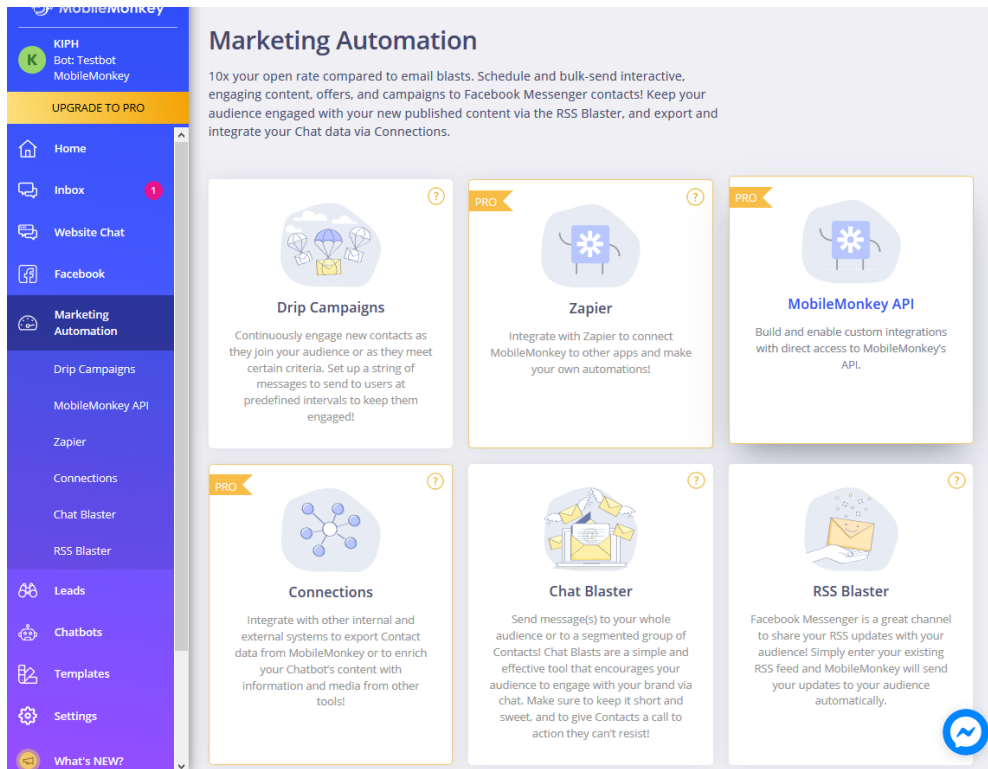 MobileMonkey
K
KIPH
Bot: Testbot
MobileMonkey
UPGRADE TO PRO
Home
Inbox
1
Website Chat
Facebook
Marketing
Automation
Drip Campaigns
MobileMonkey API
Zapier
Connections
Chat Blaster
RSS Blaster
Leads
Chatbots
Templates
Settings
What's NEW?
Marketing Automation
10x your open rate compared to email blasts. Schedule and bulk-send interactive,
engaging content, offers, and campaigns to Facebook Messenger contacts! Keep your
audience engaged with your new published content via the RSS Blaster, and export and
integrate your Chat data via Connections.
?
Drip Campaigns
Continuously engage new contacts as
they join your audience or as they meet
certain criteria. Set up a string of
messages to send to users at
predefined intervals to keep them
engaged!
PRO
?
Zapier
Integrate with Zapier to connect
MobileMonkey to other apps and make
your own automations!
PRO
MobileMonkey API
Build and enable custom integrations
with direct access to MobileMonkey's
API.
PRO
?
Connections
Integrate with other internal and
external systems to export Contact
data from MobileMonkey or to enrich
your Chatbot's content with
information and media from other
tools!
?
@
Chat Blaster
Send message(s) to your whole
audience or to a segmented group of
Contacts! Chat Blasts are a simple and
effective tool that encourages your
audience to engage with your brand via
chat. Make sure to keep it short and
sweet, and to give Contacts a call to
action they can't resist!
?
RSS Blaster
Facebook Messenger is a great channel
to share your RSS updates with your
audience! Simply enter your existing
RSS feed and MobileMonkey will send
your updates to your audience
automatically.